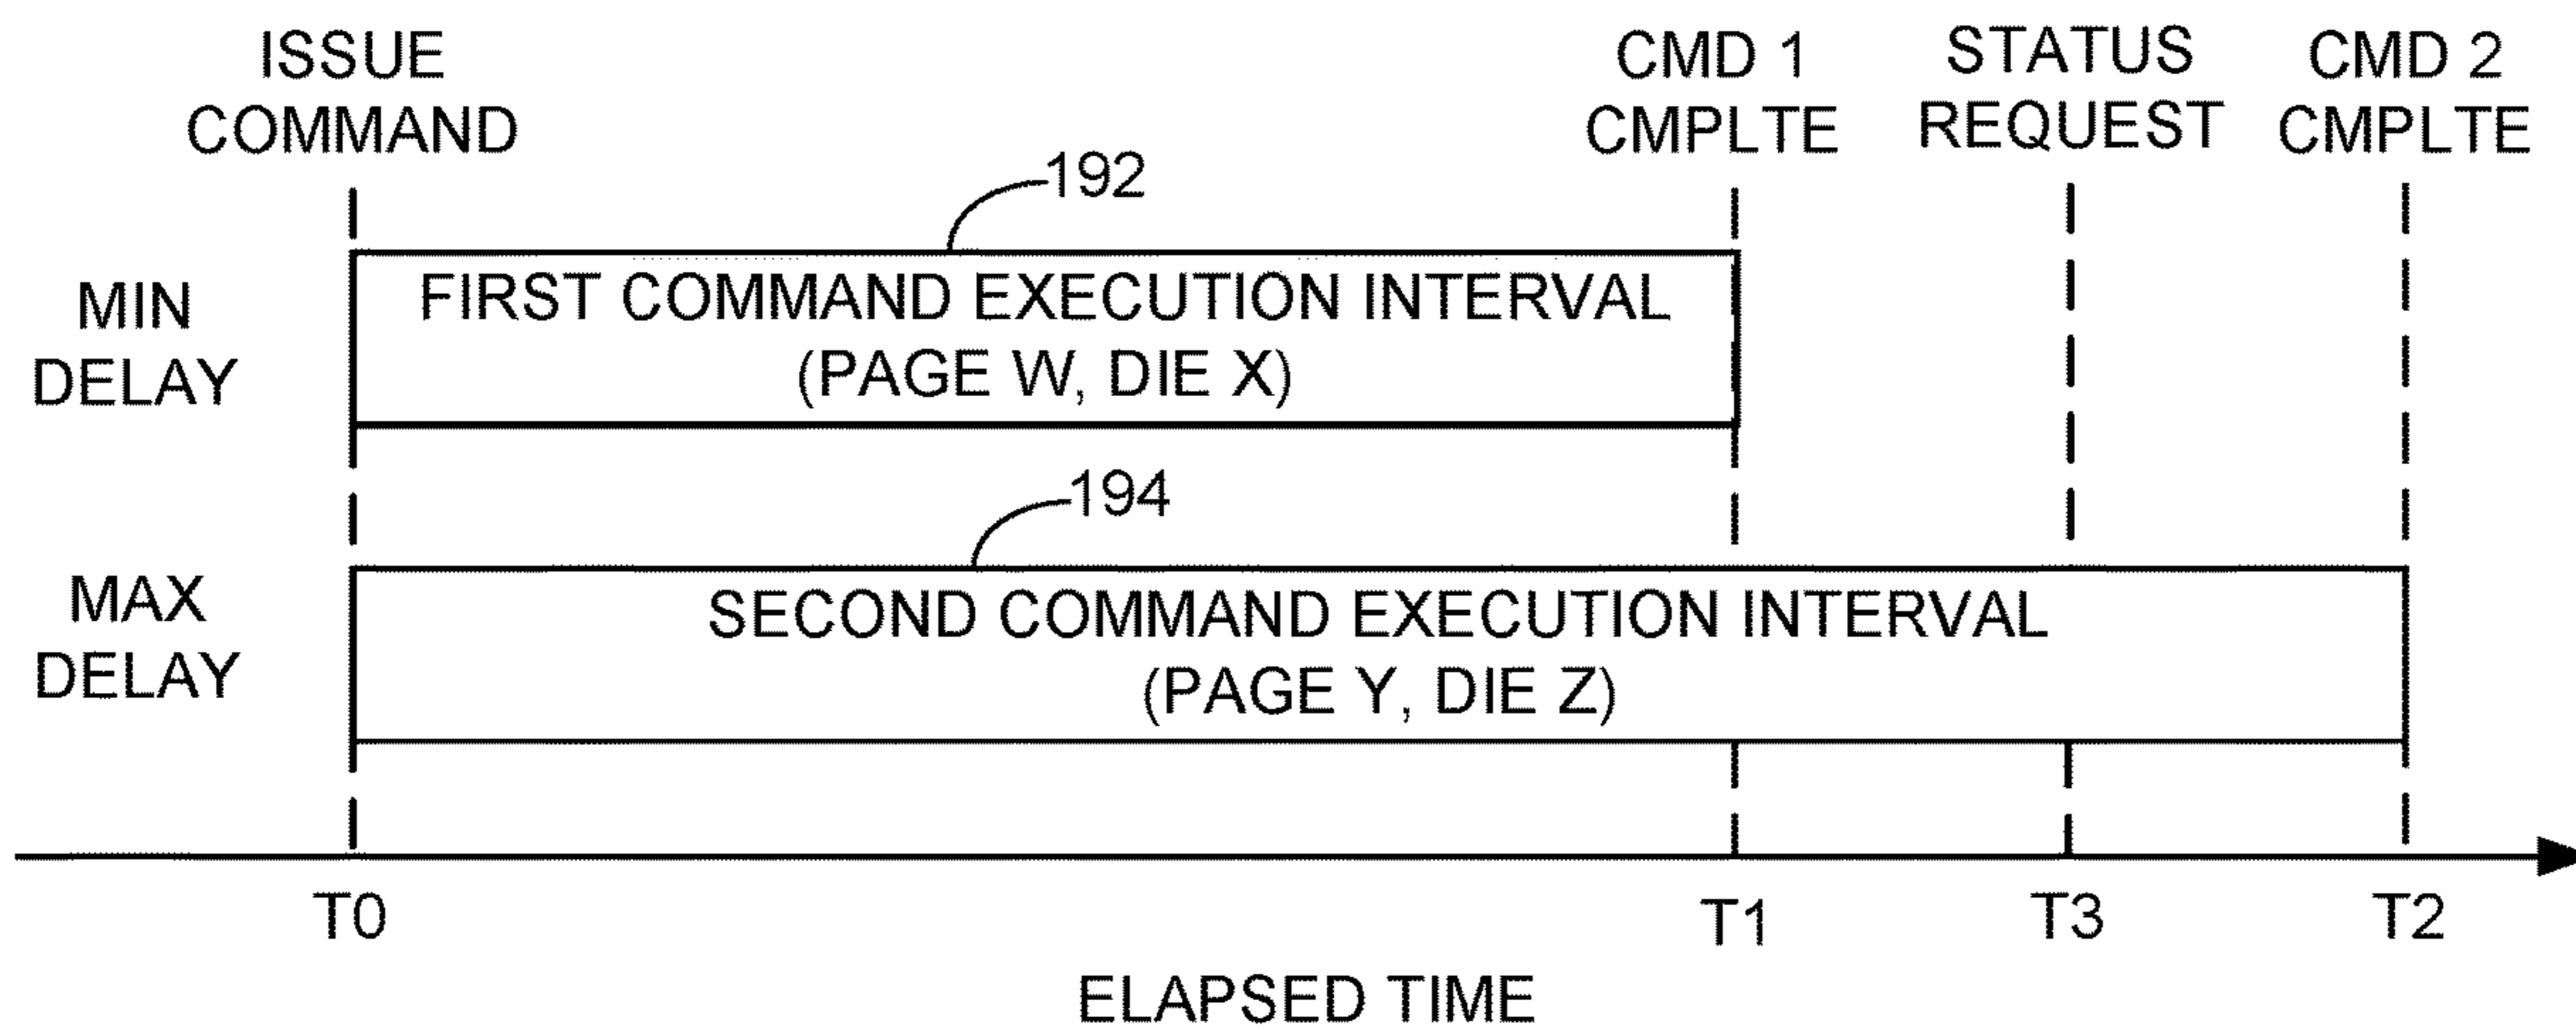 ISSUE
COMMAND
CMD 1
CMPLTE
STATUS
REQUEST
CMD 2
CMPLTE
192
MIN
DELAY
FIRST COMMAND EXECUTION INTERVAL
(PAGE W, DIE X)
194
MAX
DELAY
SECOND COMMAND EXECUTION INTERVAL
(PAGE Y, DIE Z)
T0
T1
T3
T2
ELAPSED TIME